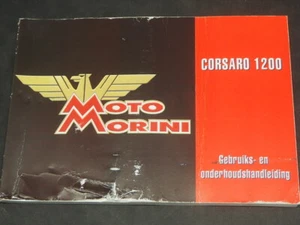 CORSARO 1200
MOTO
MORINI
Gebruiks- en
onderhoudshandleiding